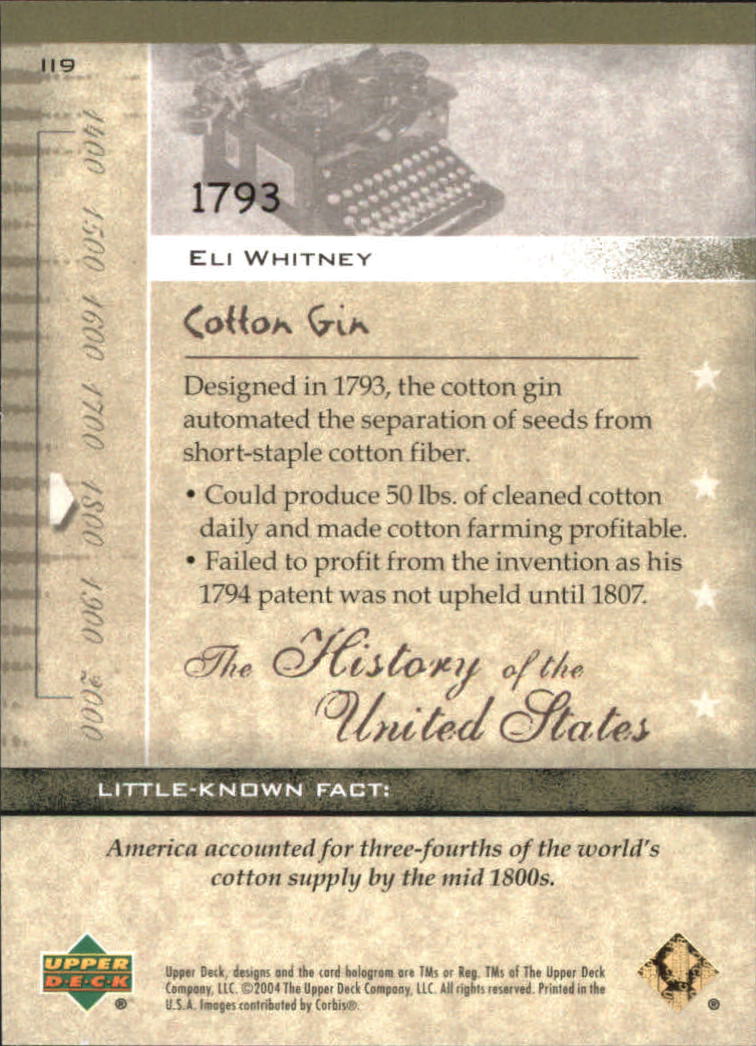 119
1400 1500 1600 1700 1800 1900 2000
1793
ELI WHITNEY
Cotton Gin
Designed in 1793, the cotton gin
automated the separation of seeds from
short-staple cotton fiber.
• Could produce 50 lbs. of cleaned cotton
daily and made cotton farming profitable.
• Failed to profit from the invention as his
1794 patent was not upheld until 1807.
The History of the
United States
LITTLE-KNOWN FACT:
America accounted for three-fourths of the world's
cotton supply by the mid 1800s.
UPPER
D·E·C·K
®
Upper Deck, designs and the card hologram are TMs or Reg. TMs of The Upper Deck
Company, LLC. ©2004 The Upper Deck Company, LLC. All rights reserved. Printed in the
U.S.A. Images contributed by Corbis®.
®